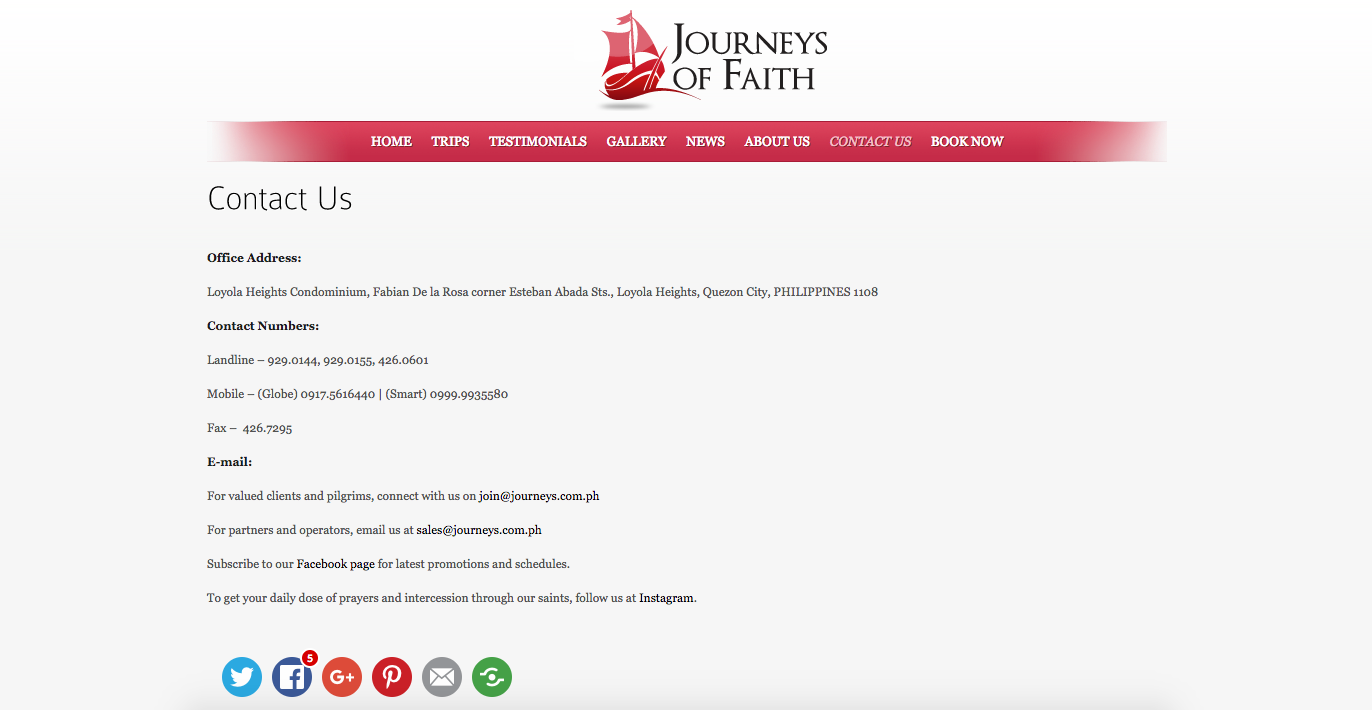 JOURNEYS
OF FAITH
HOME TRIPS TESTIMONIALS GALLERY NEWS ABOUT US CONTACT US BOOK NOW
Contact Us
Office Address:
Loyola Heights Condominium, Fabian De la Rosa corner Esteban Abada Sts., Loyola Heights, Quezon City, PHILIPPINES 1108
Contact Numbers:
Landline – 929.0144, 929.0155, 426.0601
Mobile – (Globe) 0917.5616440 | (Smart) 0999.9935580
Fax –  426.7295
E-mail:
For valued clients and pilgrims, connect with us on join@journeys.com.ph
For partners and operators, email us at sales@journeys.com.ph
Subscribe to our Facebook page for latest promotions and schedules.
To get your daily dose of prayers and intercession through our saints, follow us at Instagram.
5
G+